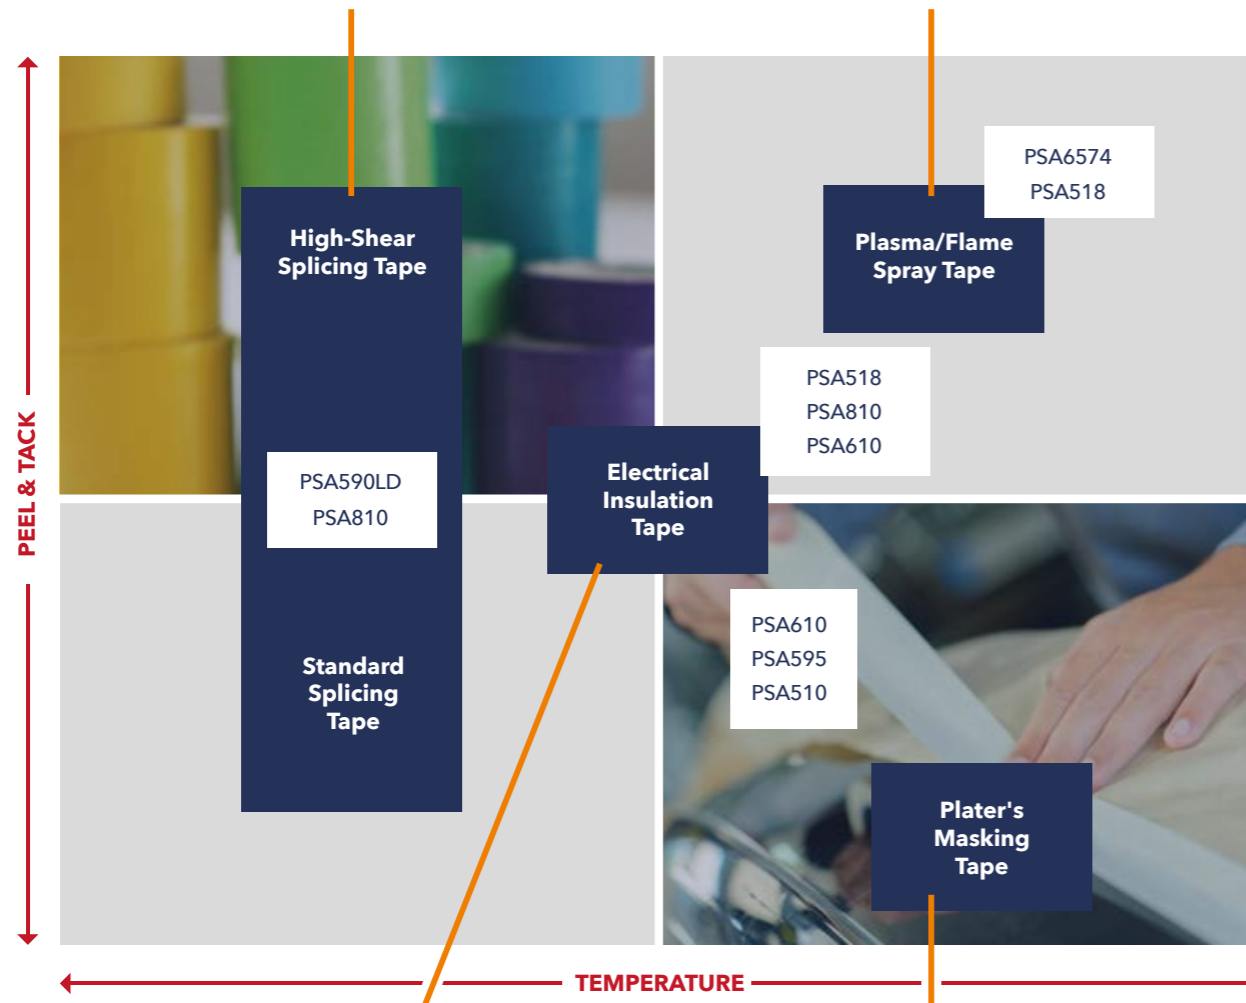 PEEL & TACK
High-Shear
Splicing Tape
PSA590LD
PSA810
Standard
Splicing
Tape
PSA6574
PSA518
Plasma/Flame
Spray Tape
PSA518
PSA810
PSA610
Electrical
Insulation
Tape
PSA610
PSA595
PSA510
Plater's
Masking
Tape
TEMPERATURE